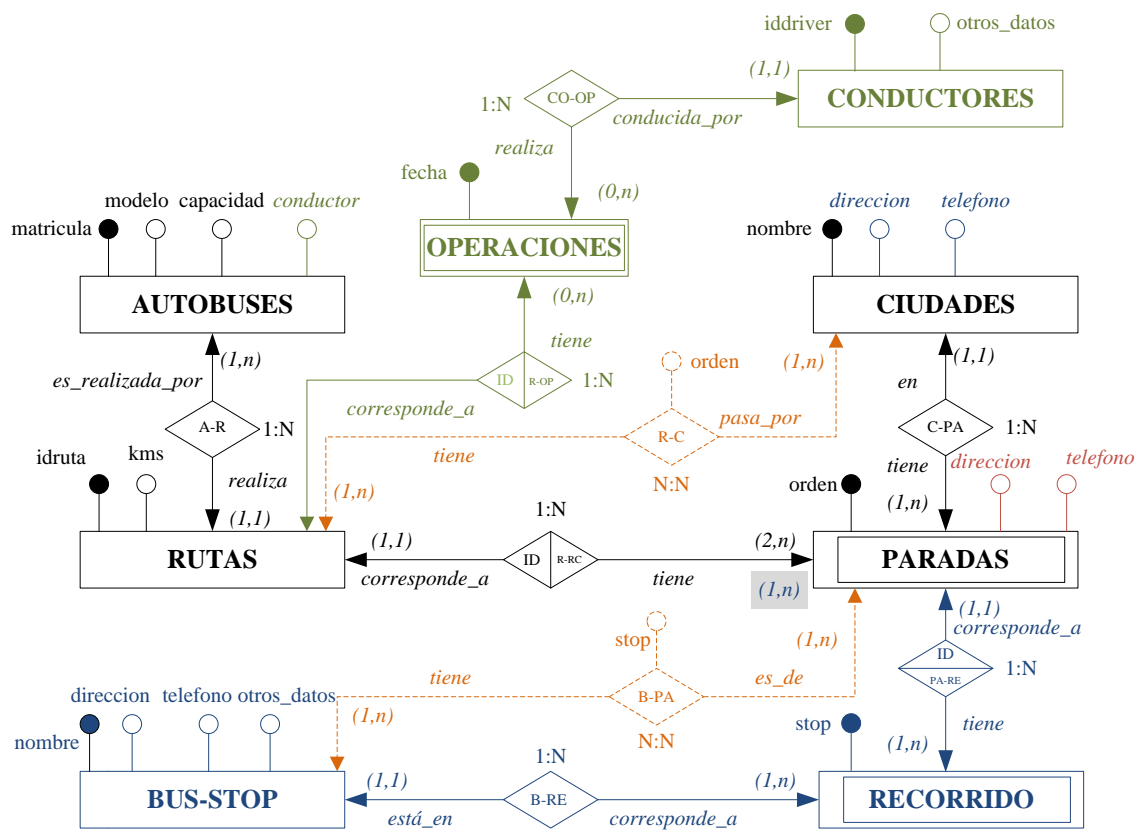 iddriver
otros_datos
(1,1)
CONDUCTORES
CO-OP
1:N
conducida_por
realiza
fecha
(0,n)
OPERACIONES
(0,n)
tiene
ID
R-OP
1:N
corresponde_a
matricula
modelo
capacidad
conductor
AUTOBUSES
(1,n)
es_realizada_por
A-R
1:N
realiza
(1,1)
nombre
direccion
telefono
CIUDADES
(1,1)
en
C-PA
1:N
tiene
(1,n)
orden
(1,n)
R-C
pasa_por
tiene
N:N
(1,n)
idruta
kms
RUTAS
(1,1)
corresponde_a
1:N
ID
R-RC
tiene
(2,n)
(1,n)
orden
direccion
telefono
PARADAS
(1,1)
corresponde_a
ID
PA-RE
1:N
tiene
(1,n)
stop
(1,n)
tiene
B-PA
es_de
N:N
(1,n)
nombre
direccion
telefono
otros_datos
BUS-STOP
(1,1)
está_en
1:N
B-RE
corresponde_a
(1,n)
stop
RECORRIDO